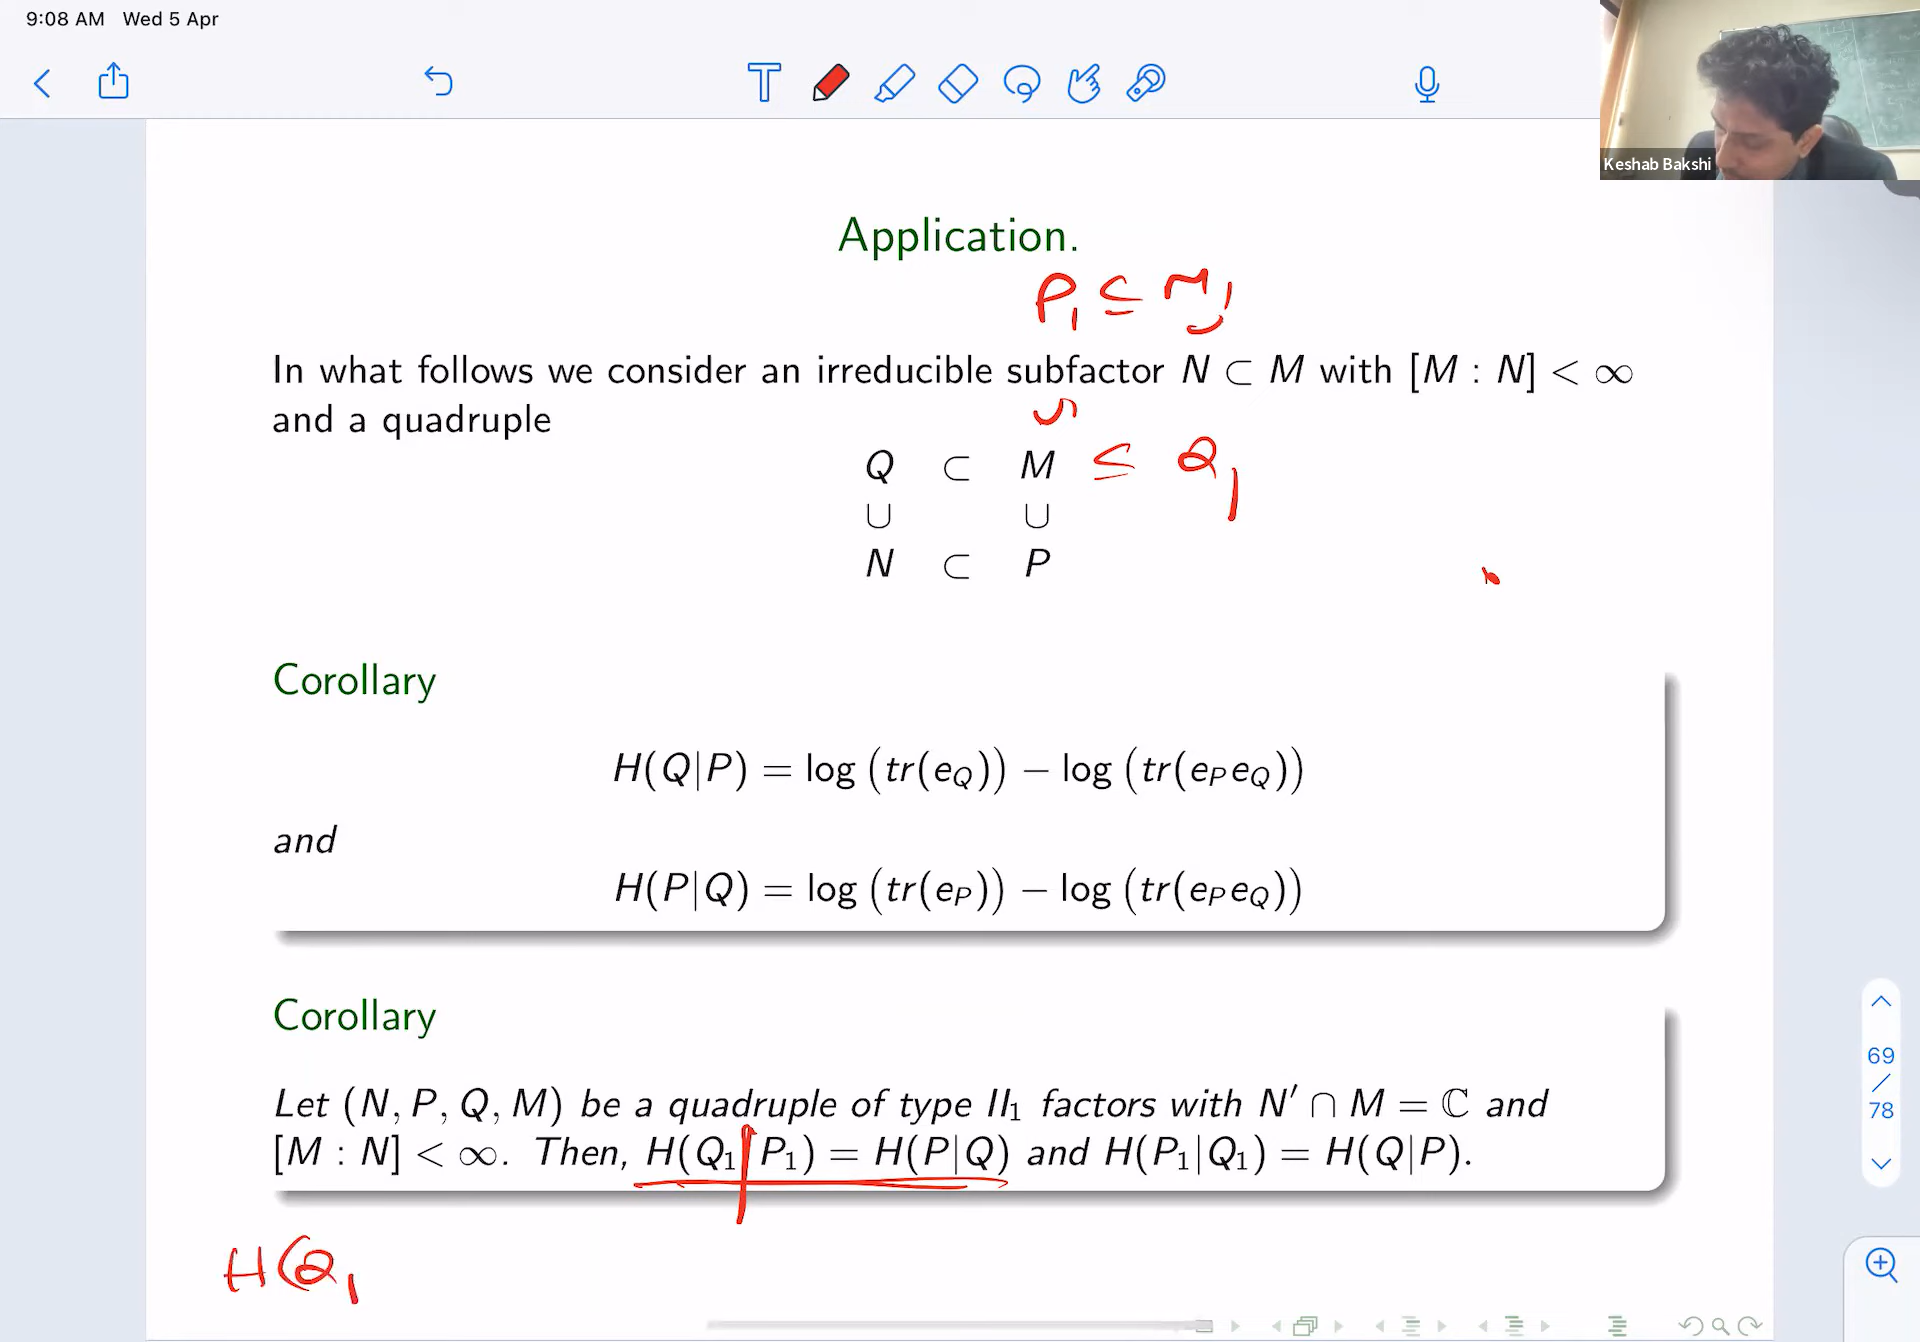 9:08 AM Wed 5 Apr
Keshab Bakshi
Application.
P₁ ⊆ M₁
In what follows we consider an irreducible subfactor N ⊂ M with [M : N] < ∞
and a quadruple
Q ⊂ M ⊆ Q₁
∪ ∪
N ⊂ P
Corollary
H(Q|P) = log (tr(e_Q)) − log (tr(e_P e_Q))
and
H(P|Q) = log (tr(e_P)) − log (tr(e_P e_Q))
Corollary
Let (N, P, Q, M) be a quadruple of type II₁ factors with N′ ∩ M = ℂ and
[M : N] < ∞. Then, H(Q₁|P₁) = H(P|Q) and H(P₁|Q₁) = H(Q|P).
H(Q₁
69
/
78